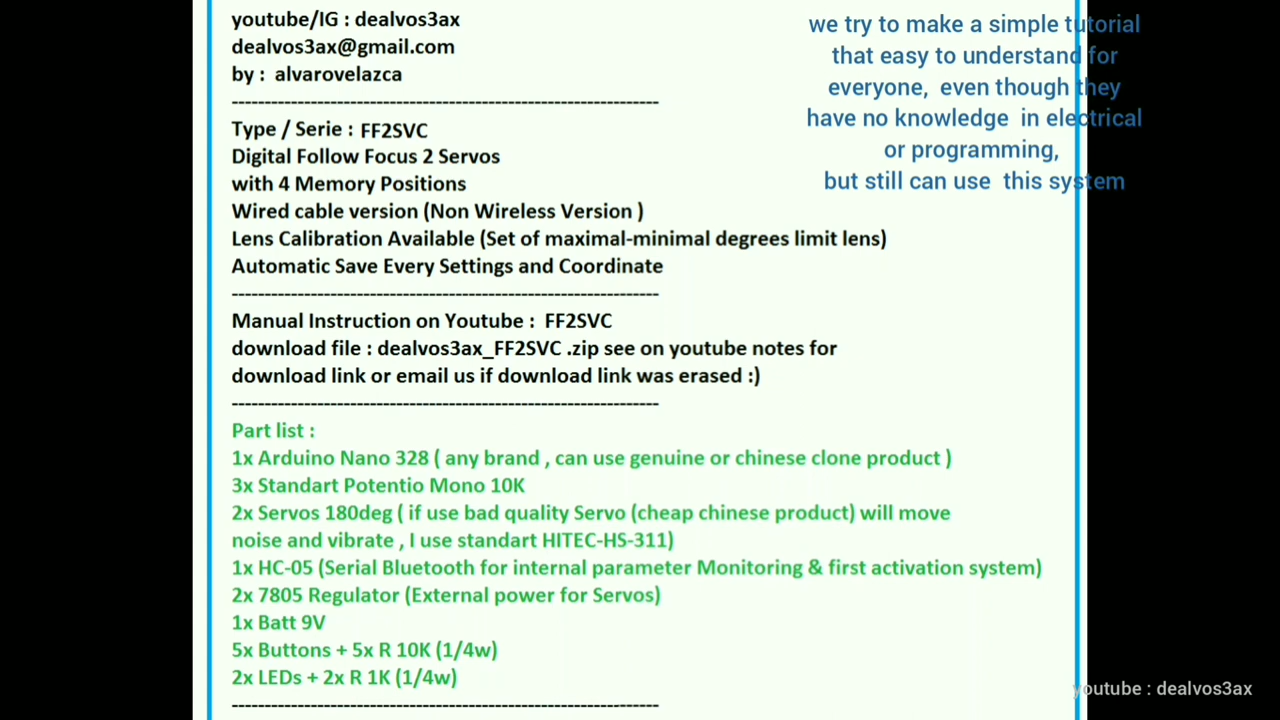 youtube/IG : dealvos3ax
dealvos3ax@gmail.com
by : alvarovelazca
-----------------------------------------------------------------
Type / Serie : FF2SVC
Digital Follow Focus 2 Servos
with 4 Memory Positions
Wired cable version (Non Wireless Version )
Lens Calibration Available (Set of maximal-minimal degrees limit lens)
Automatic Save Every Settings and Coordinate
-----------------------------------------------------------------
Manual Instruction on Youtube : FF2SVC
download file : dealvos3ax_FF2SVC .zip see on youtube notes for
download link or email us if download link was erased :)
-----------------------------------------------------------------
Part list :
1x Arduino Nano 328 ( any brand , can use genuine or chinese clone product )
3x Standart Potentio Mono 10K
2x Servos 180deg ( if use bad quality Servo (cheap chinese product) will move
noise and vibrate , I use standart HITEC-HS-311)
1x HC-05 (Serial Bluetooth for internal parameter Monitoring & first activation system)
2x 7805 Regulator (External power for Servos)
1x Batt 9V
5x Buttons + 5x R 10K (1/4w)
2x LEDs + 2x R 1K (1/4w)
-----------------------------------------------------------------
we try to make a simple tutorial
that easy to understand for
everyone, even though they
have no knowledge in electrical
or programming,
but still can use this system
youtube : dealvos3ax